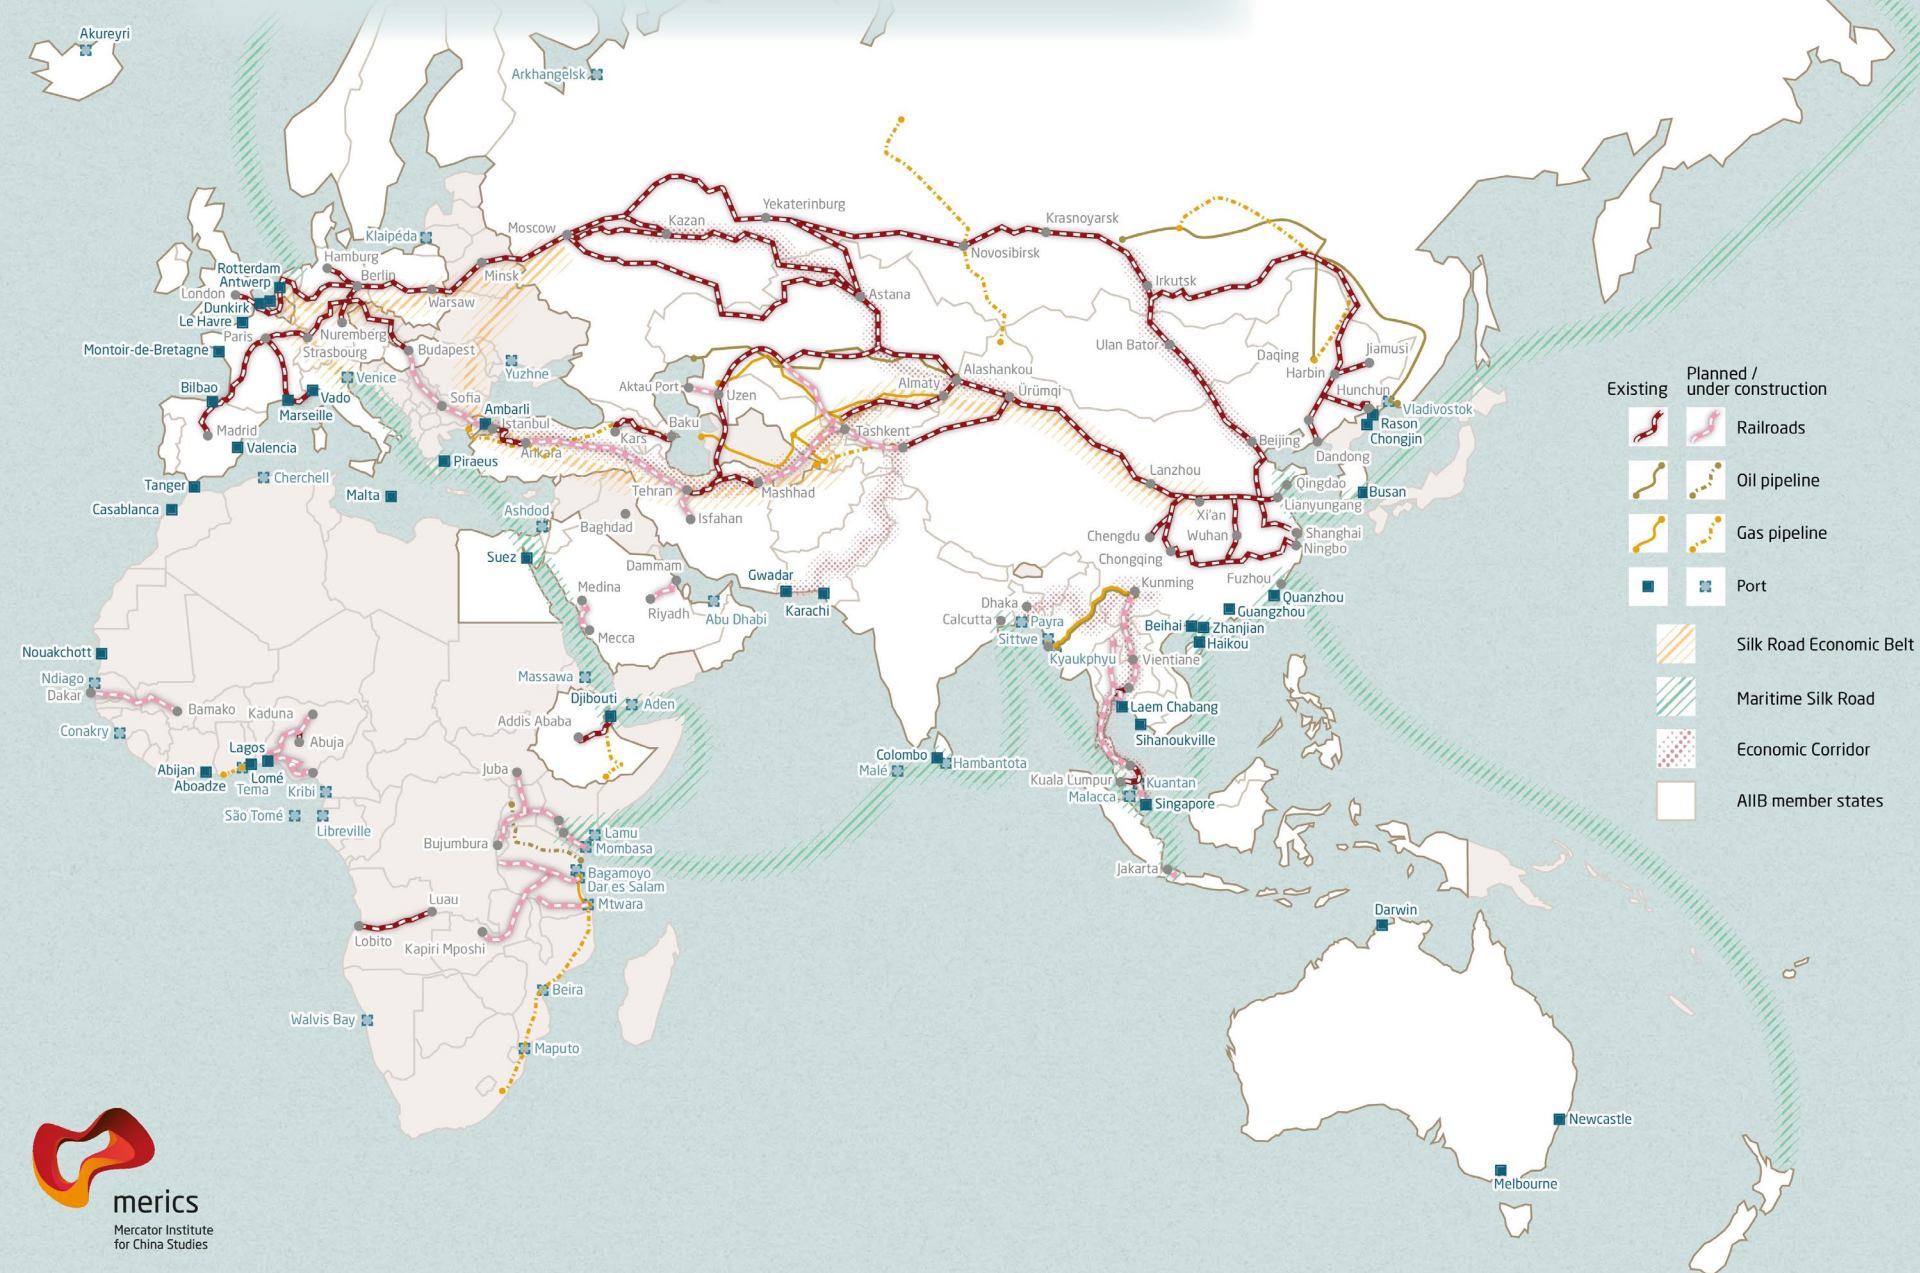 Akureyri
Arkhangelsk
Yekaterinburg
Kazan
Krasnoyarsk
Moscow
Klaipéda
Novosibirsk
Hamburg
Rotterdam
Berlin
Minsk
Antwerp
Irkutsk
London
Warsaw
Astana
Dunkirk
Le Havre
Paris
Nuremberg
Strasbourg
Budapest
Ulan Bator
Montoir-de-Bretagne
Daqing
Jiamusi
Harbin
Yuzhne
Venice
Alashankou
Aktau Port
Almaty
Ürümqi
Hunchun
Bilbao
Vado
Uzen
Sofia
Marseille
Ambarli
Vladivostok
Istanbul
Baku
Rason
Madrid
Kars
Tashkent
Chongjin
Valencia
Beijing
Ankara
Dandong
Piraeus
Cherchell
Lanzhou
Tanger
Malta
Tehran
Mashhad
Qingdao
Busan
Casablanca
Lianyungang
Ashdod
Isfahan
Xi'an
Baghdad
Chengdu
Wuhan
Shanghai
Ningbo
Suez
Chongqing
Dammam
Gwadar
Fuzhou
Medina
Kunming
Karachi
Quanzhou
Dhaka
Riyadh
Abu Dhabi
Guangzhou
Calcutta
Payra
Beihai
Zhanjian
Mecca
Sittwe
Haikou
Nouakchott
Kyaukphyu
Vientiane
Ndiago
Massawa
Dakar
Djibouti
Aden
Laem Chabang
Bamako
Kaduna
Addis Ababa
Conakry
Sihanoukville
Abuja
Lagos
Colombo
Hambantota
Abijan
Juba
Malé
Lomé
Kuala Lumpur
Kuantan
Aboadze
Tema
Kribi
Malacca
Singapore
São Tomé
Libreville
Lamu
Bujumbura
Mombasa
Jakarta
Bagamoyo
Dar es Salam
Luau
Mtwara
Darwin
Lobito
Kapiri Mposhi
Beira
Walvis Bay
Maputo
Newcastle
Melbourne
Existing
Planned /
under construction
Railroads
Oil pipeline
Gas pipeline
Port
Silk Road Economic Belt
Maritime Silk Road
Economic Corridor
AIIB member states
merics
Mercator Institute
for China Studies